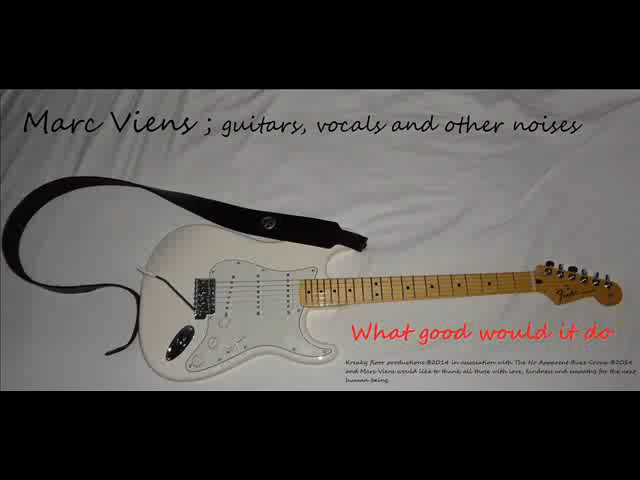 Marc Viens ; guitars, vocals and other noises
Fender
What good would it do
Kreaky floor productions ®2014 in association with The No Apparent Buzz Group ®2014
and Marc Viens would like to thank all those with love, kindness and empathy for the next
human being.